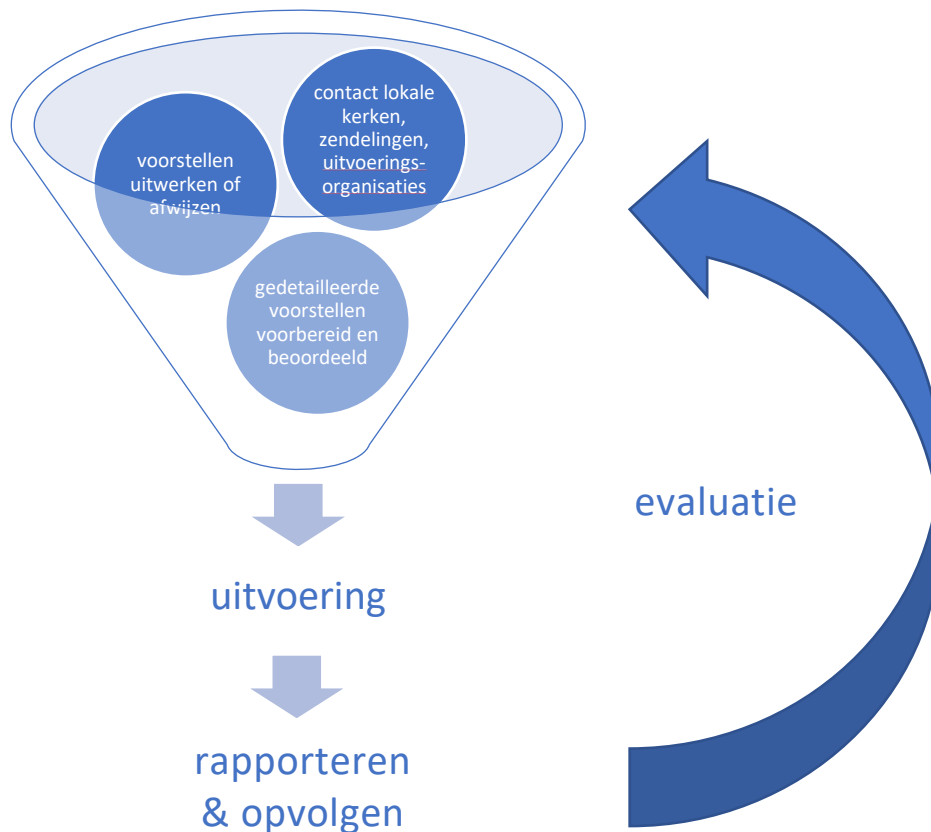 contact lokale
kerken,
zendelingen,
uitvoerings-
organisaties
voorstellen
uitwerken of
afwijzen
gedetailleerde
voorstellen
voorbereid en
beoordeeld
evaluatie
uitvoering
rapporteren
& opvolgen